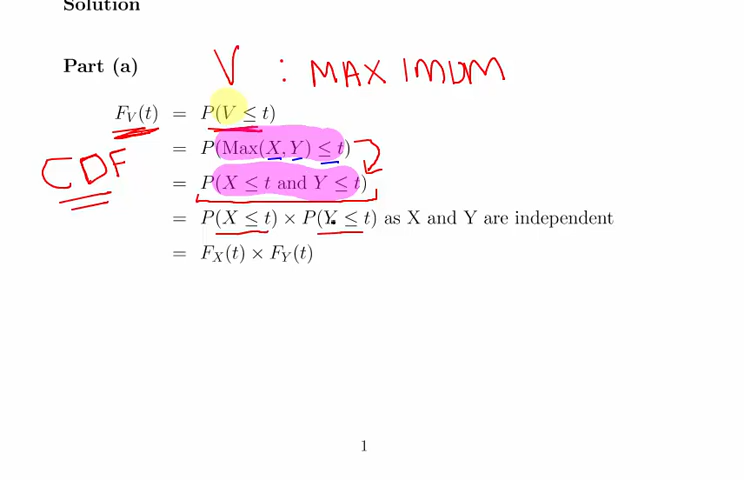 Solution
Part (a)
V : MAXIMUM
F_V(t) = P(V ≤ t)
= P(Max(X, Y) ≤ t)
CDF
= P(X ≤ t and Y ≤ t)
= P(X ≤ t) × P(Y ≤ t) as X and Y are independent
= F_X(t) × F_Y(t)
1